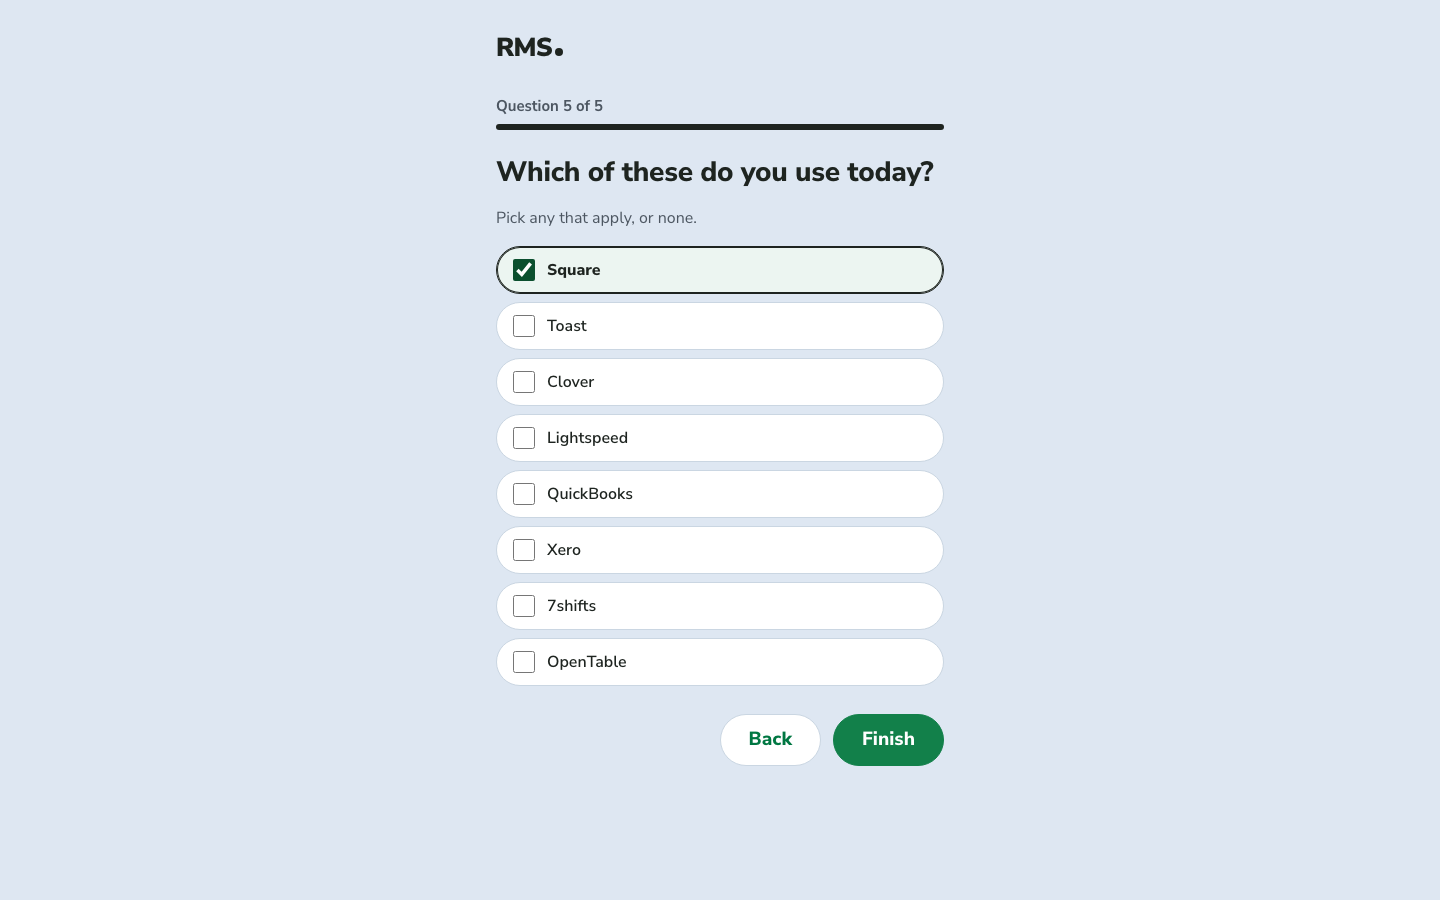 RMS.
Question 5 of 5
Which of these do you use today?
Pick any that apply, or none.
Square
Toast
Clover
Lightspeed
QuickBooks
Xero
7shifts
OpenTable
Back
Finish